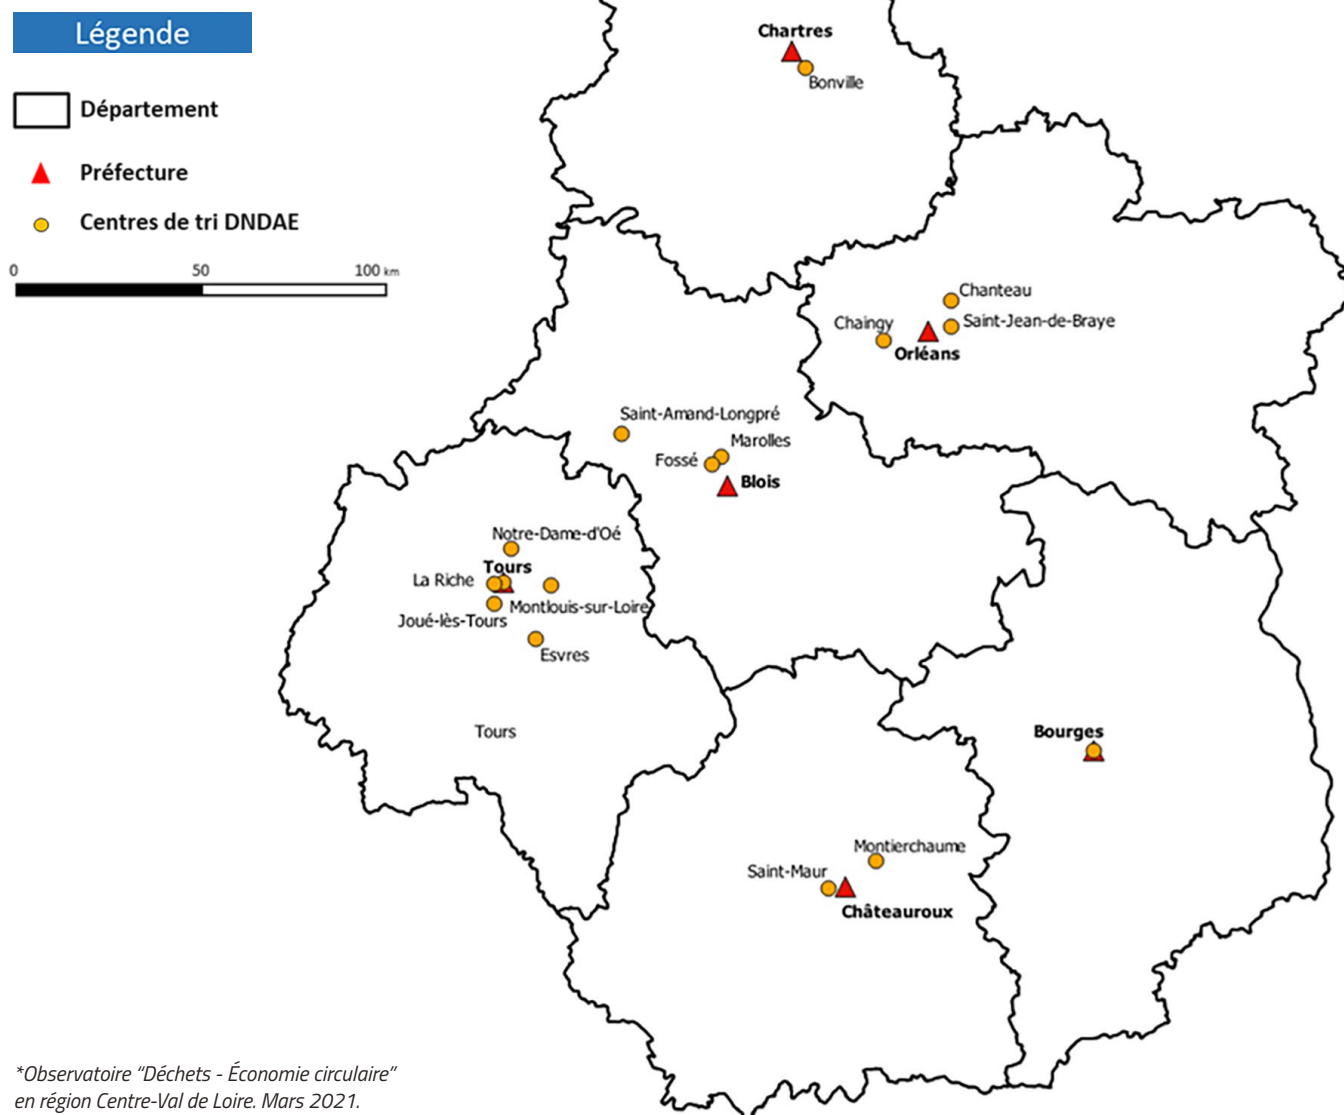 Légende
Département
Préfecture
Centres de tri DNDAE
0 50 100 km
Chartres
Bonville
Chanteau
Chaingy
Saint-Jean-de-Braye
Orléans
Saint-Amand-Longpré
Marolles
Fossé
Blois
Notre-Dame-d'Oé
Tours
La Riche
Montlouis-sur-Loire
Joué-lès-Tours
Esvres
Tours
Bourges
Montierchaume
Saint-Maur
Châteauroux
*Observatoire “Déchets - Économie circulaire”
en région Centre-Val de Loire. Mars 2021.